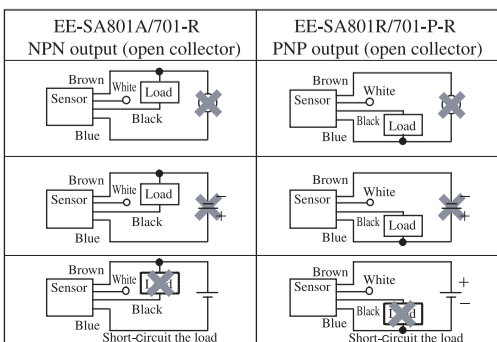 EE-SA801A/701-R
NPN output (open collector)
EE-SA801R/701-P-R
PNP output (open collector)
Brown
White
Sensor
Load
Black
Blue
Brown
White
Sensor
Black
Load
Blue
Brown
White
Sensor
Load
Black
Blue
−
+
Brown
White
Sensor
Black
Load
Blue
−
+
Brown
White
Sensor
Black
Blue
Short-Circuit the load
Brown
White
Sensor
Black
Blue
+
−
Short-Circuit the load